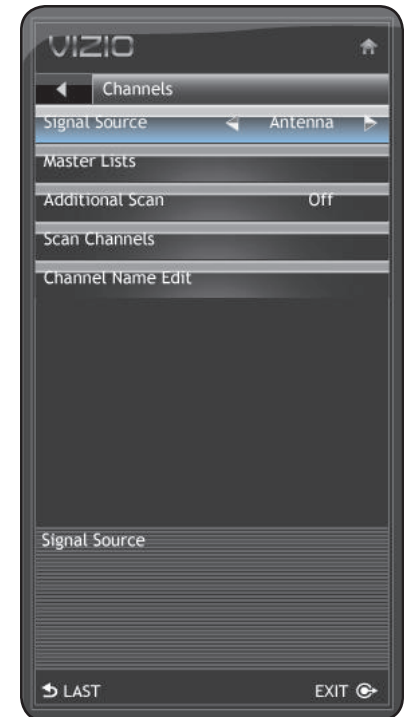 VIZIO
Channels
Signal Source Antenna
Master Lists
Additional Scan Off
Scan Channels
Channel Name Edit
Signal Source
LAST EXIT